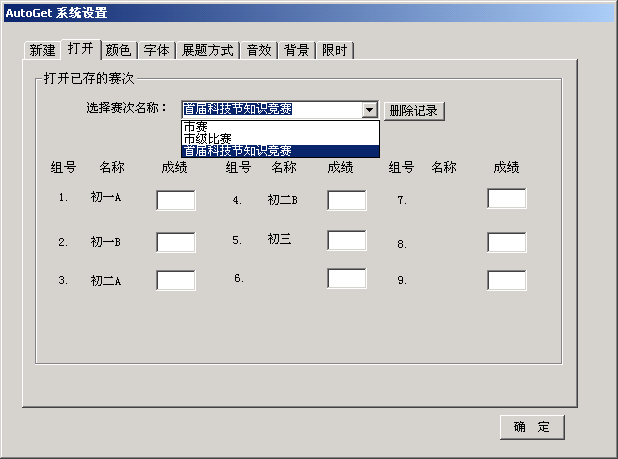 AutoGet 系统设置
新建 打开 颜色 字体 展题方式 音效 背景 限时
打开已存的赛次
选择赛次名称： 首届科技节知识竞赛 删除记录
市赛
市级比赛
首届科技节知识竞赛
组号 名称 成绩 组号 名称 成绩 组号 名称 成绩
1. 初一A 4. 初二B 7.
2. 初一B 5. 初三 8.
3. 初二A 6. 9.
确 定